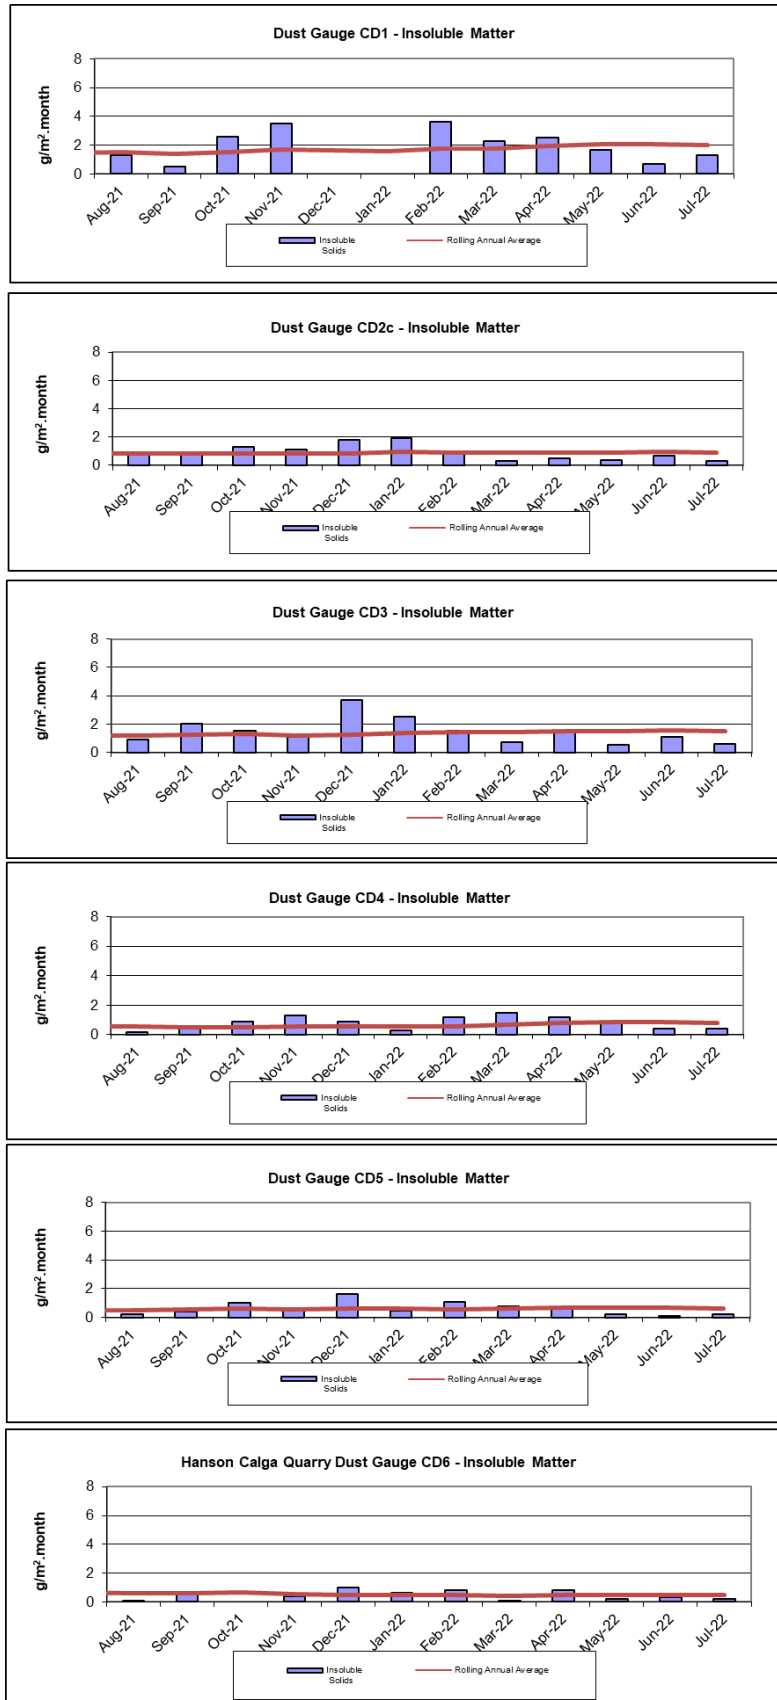 Dust Gauge CD1 - Insoluble Matter
8
6
4
2
0
g/m².month
Aug-21 Sep-21 Oct-21 Nov-21 Dec-21 Jan-22 Feb-22 Mar-22 Apr-22 May-22 Jun-22 Jul-22
Insoluble Solids Rolling Annual Average
Dust Gauge CD2c - Insoluble Matter
8
6
4
2
0
g/m².month
Aug-21 Sep-21 Oct-21 Nov-21 Dec-21 Jan-22 Feb-22 Mar-22 Apr-22 May-22 Jun-22 Jul-22
Insoluble Solids Rolling Annual Average
Dust Gauge CD3 - Insoluble Matter
8
6
4
2
0
g/m².month
Aug-21 Sep-21 Oct-21 Nov-21 Dec-21 Jan-22 Feb-22 Mar-22 Apr-22 May-22 Jun-22 Jul-22
Insoluble Solids Rolling Annual Average
Dust Gauge CD4 - Insoluble Matter
8
6
4
2
0
g/m².month
Aug-21 Sep-21 Oct-21 Nov-21 Dec-21 Jan-22 Feb-22 Mar-22 Apr-22 May-22 Jun-22 Jul-22
Insoluble Solids Rolling Annual Average
Dust Gauge CD5 - Insoluble Matter
8
6
4
2
0
g/m².month
Aug-21 Sep-21 Oct-21 Nov-21 Dec-21 Jan-22 Feb-22 Mar-22 Apr-22 May-22 Jun-22 Jul-22
Insoluble Solids Rolling Annual Average
Hanson Calga Quarry Dust Gauge CD6 - Insoluble Matter
8
6
4
2
0
g/m².month
Aug-21 Sep-21 Oct-21 Nov-21 Dec-21 Jan-22 Feb-22 Mar-22 Apr-22 May-22 Jun-22 Jul-22
Insoluble Solids Rolling Annual Average